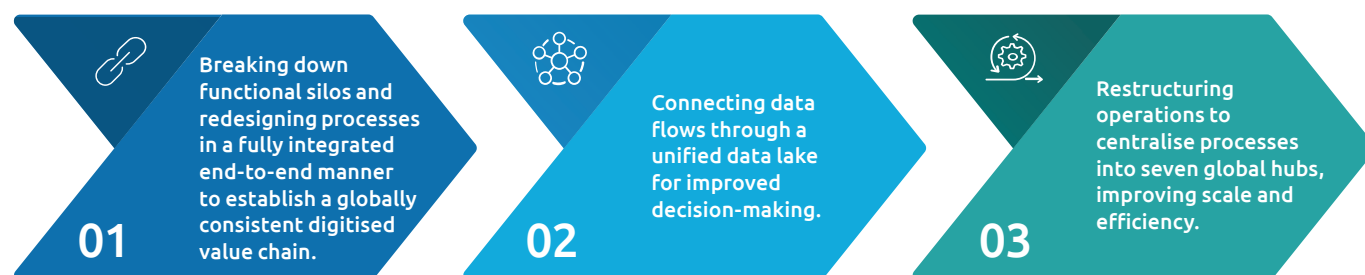 Breaking down
functional silos and
redesigning processes
in a fully integrated
end-to-end manner
to establish a globally
consistent digitised
value chain.
01
Connecting data
flows through a
unified data lake
for improved
decision-making.
02
Restructuring
operations to
centralise processes
into seven global hubs,
improving scale and
efficiency.
03